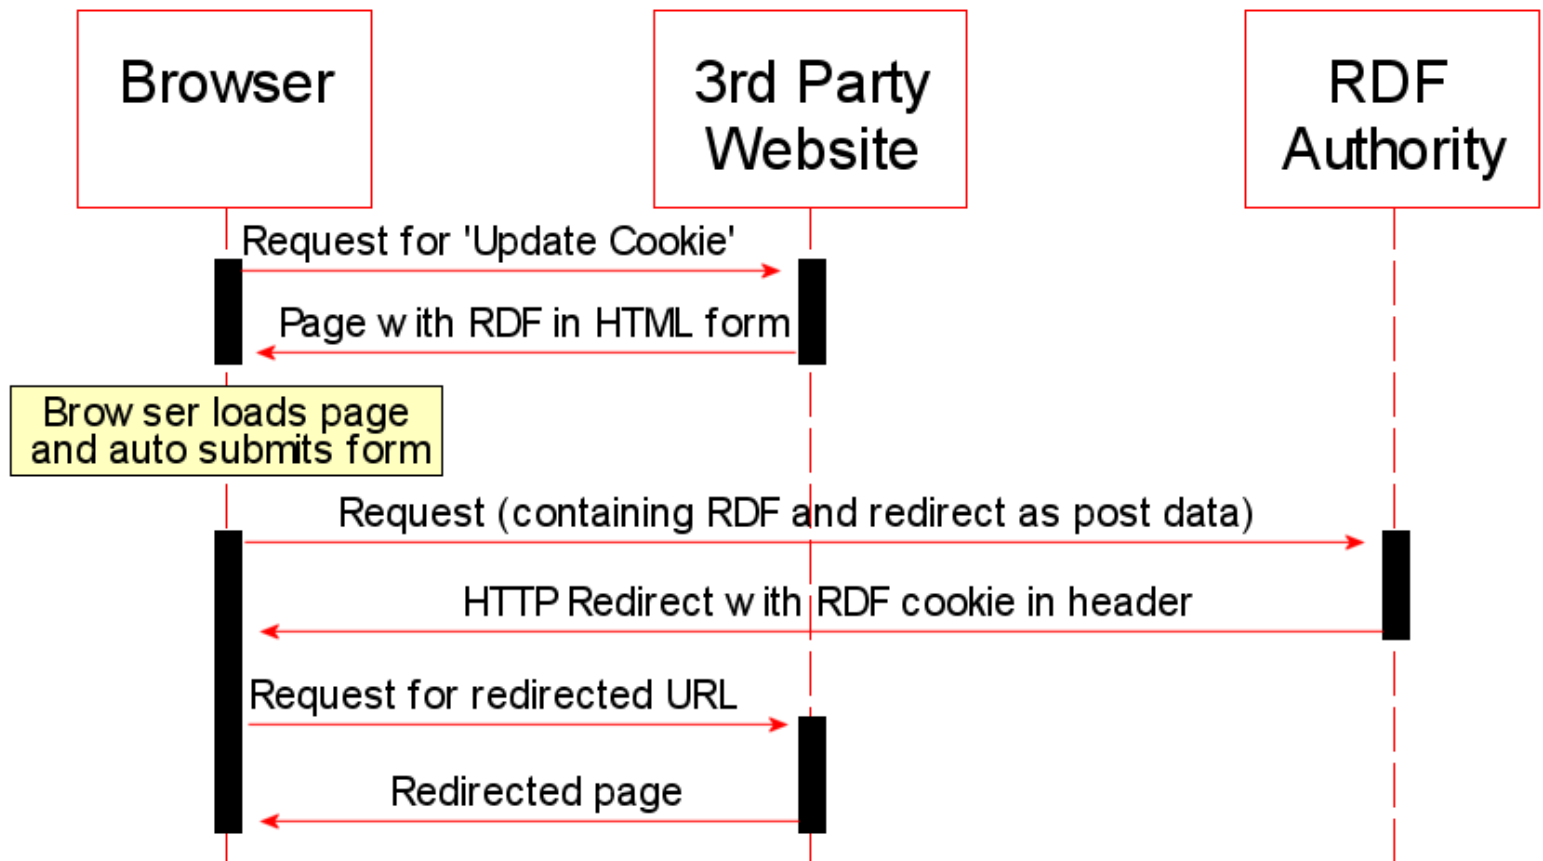 Browser
3rd Party
Website
RDF
Authority
Request for 'Update Cookie'
Page with RDF in HTML form
Browser loads page
and auto submits form
Request (containing RDF and redirect as post data)
HTTP Redirect with RDF cookie in header
Request for redirected URL
Redirected page